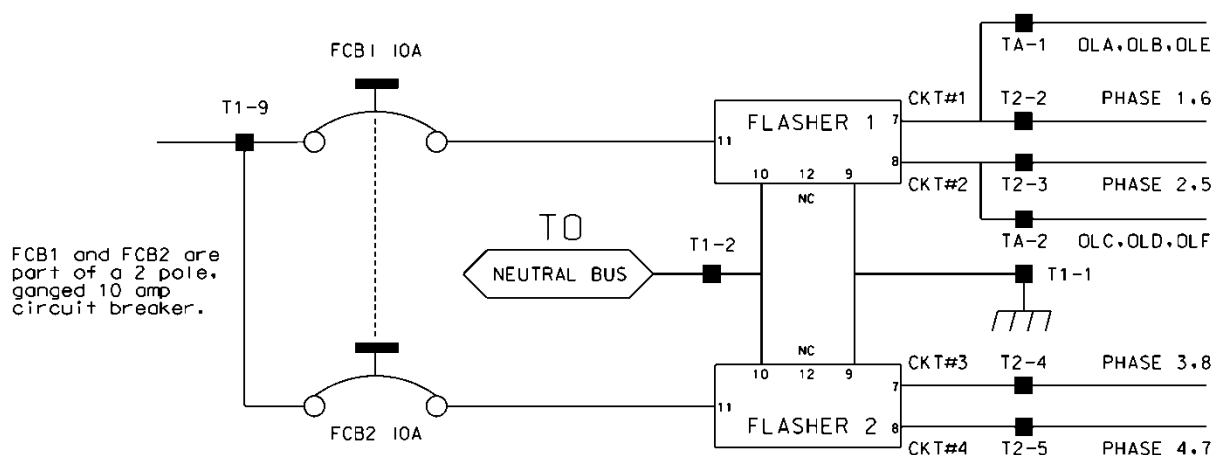 FCB1 10A
T1-9
FCB1 and FCB2 are
part of a 2 pole,
ganged 10 amp
circuit breaker.
FCB2 10A
TO
NEUTRAL BUS
T1-2
FLASHER 1
11
7
8
10 12 9
NC
CKT#1
CKT#2
TA-1 OLA,OLB,OLE
T2-2 PHASE 1,6
T2-3 PHASE 2,5
TA-2 OLC,OLD,OLF
T1-1
NC
10 12 9
11
7
8
FLASHER 2
CKT#3 T2-4 PHASE 3,8
CKT#4 T2-5 PHASE 4,7